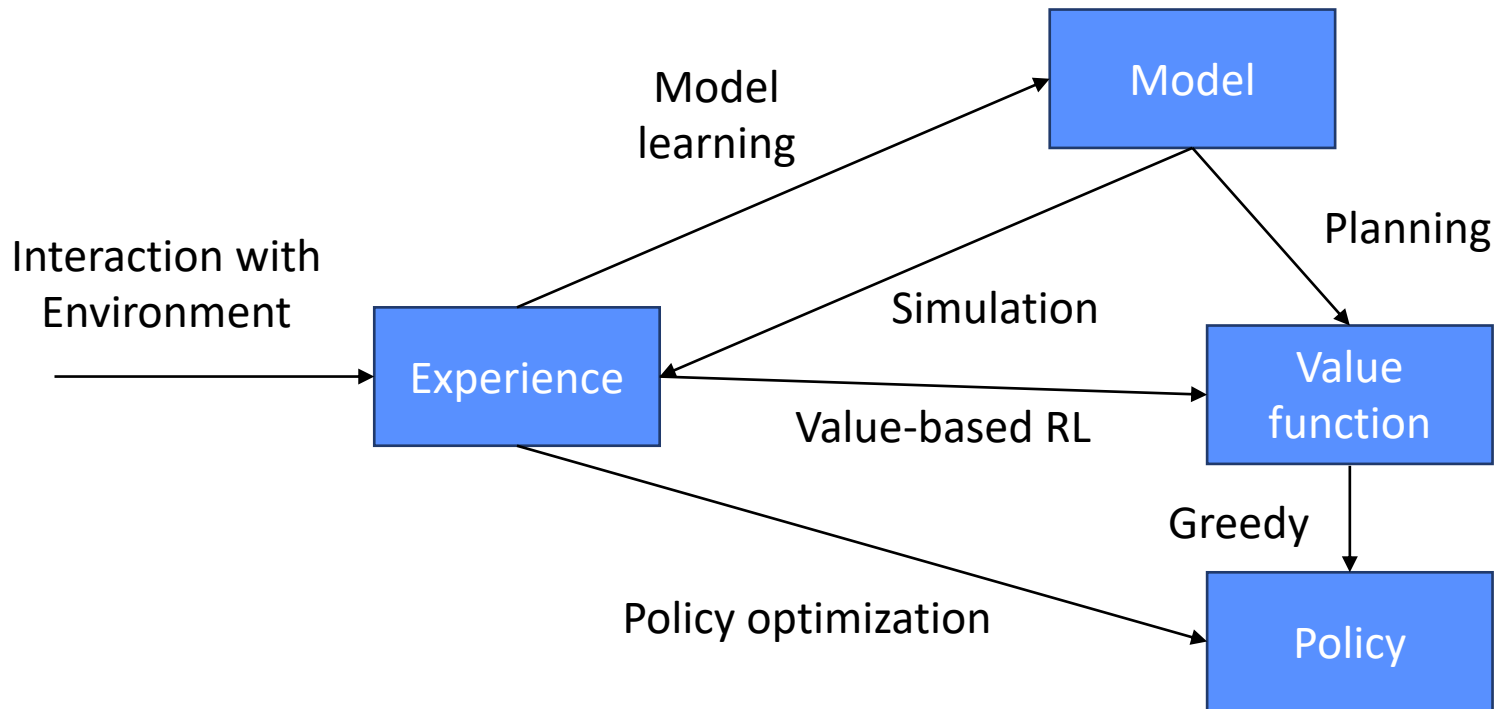 Model
Model
learning
Planning
Interaction with
Environment
Simulation
Experience
Value
function
Value-based RL
Greedy
Policy optimization
Policy